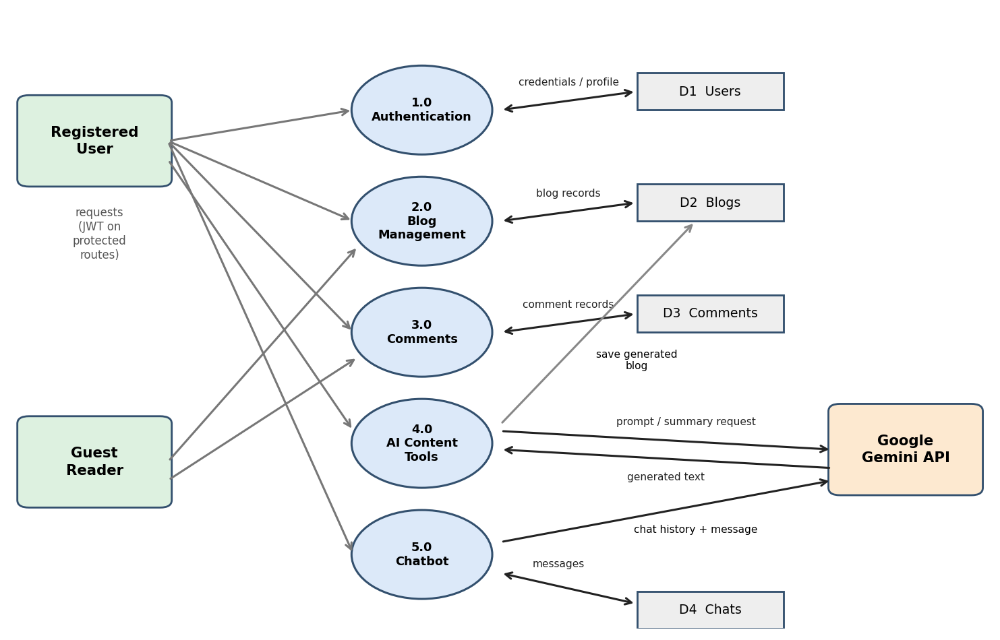 Registered
User
requests
(JWT on
protected
routes)
Guest
Reader
1.0
Authentication
2.0
Blog
Management
3.0
Comments
4.0
AI Content
Tools
5.0
Chatbot
credentials / profile
blog records
comment records
save generated
blog
prompt / summary request
generated text
chat history + message
messages
D1  Users
D2  Blogs
D3  Comments
D4  Chats
Google
Gemini API